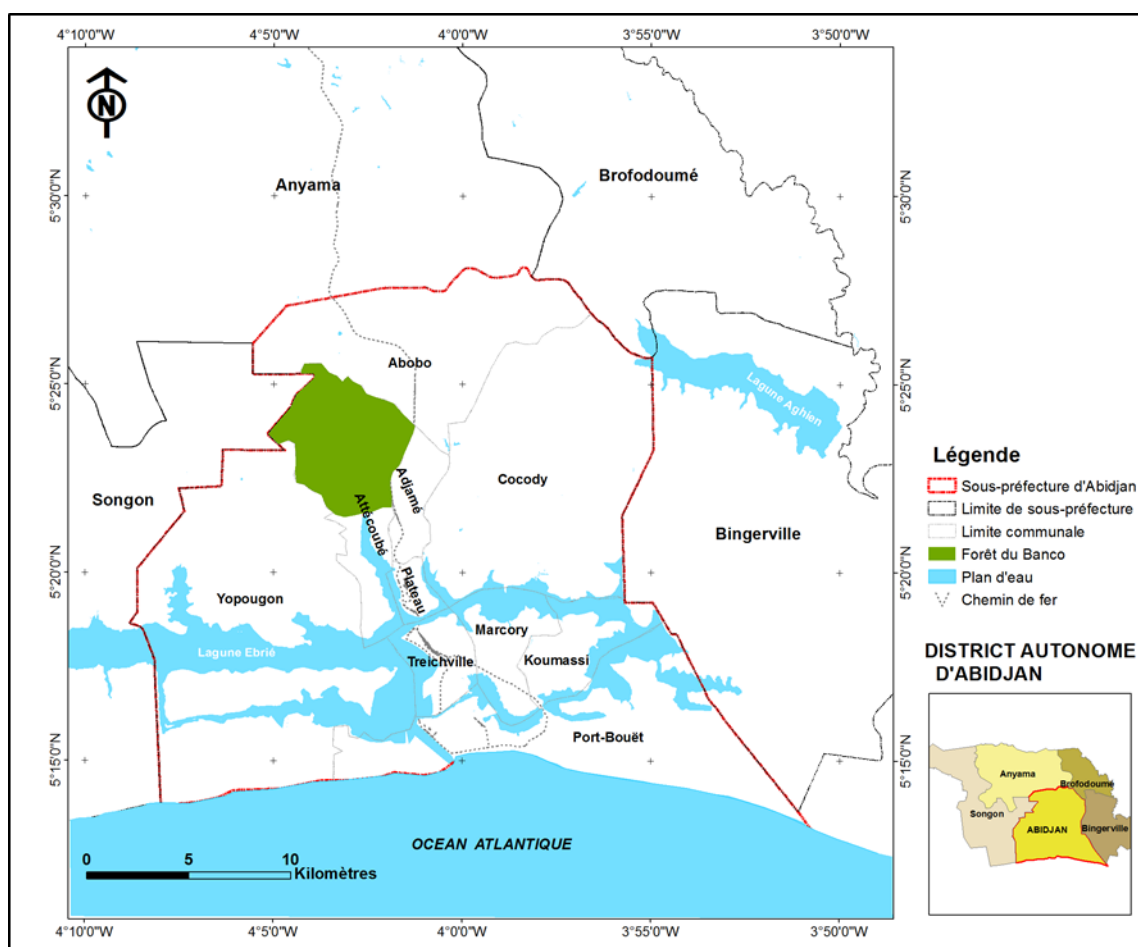 4°10'0"W
4°5'0"W
4°0'0"W
3°55'0"W
3°50'0"W
N
Anyama
Brofodoumé
5°30'0"N
5°30'0"N
Abobo
5°25'0"N
5°25'0"N
Lagune Aghien
Songon
Adjamé
Cocody
Attécoubé
Bingerville
5°20'0"N
5°20'0"N
Yopougon
Plateau
Marcory
Lagune Ebrié
Treichville
Koumassi
Port-Bouët
5°15'0"N
5°15'0"N
OCEAN ATLANTIQUE
0
5
10
Kilomètres
4°10'0"W
4°5'0"W
4°0'0"W
3°55'0"W
3°50'0"W
Légende
Sous-préfecture d'Abidjan
Limite de sous-préfecture
Limite communale
Forêt du Banco
Plan d'eau
Chemin de fer
DISTRICT AUTONOME
D'ABIDJAN
Anyama
Brofodoumé
Songon
ABIDJAN
Bingerville